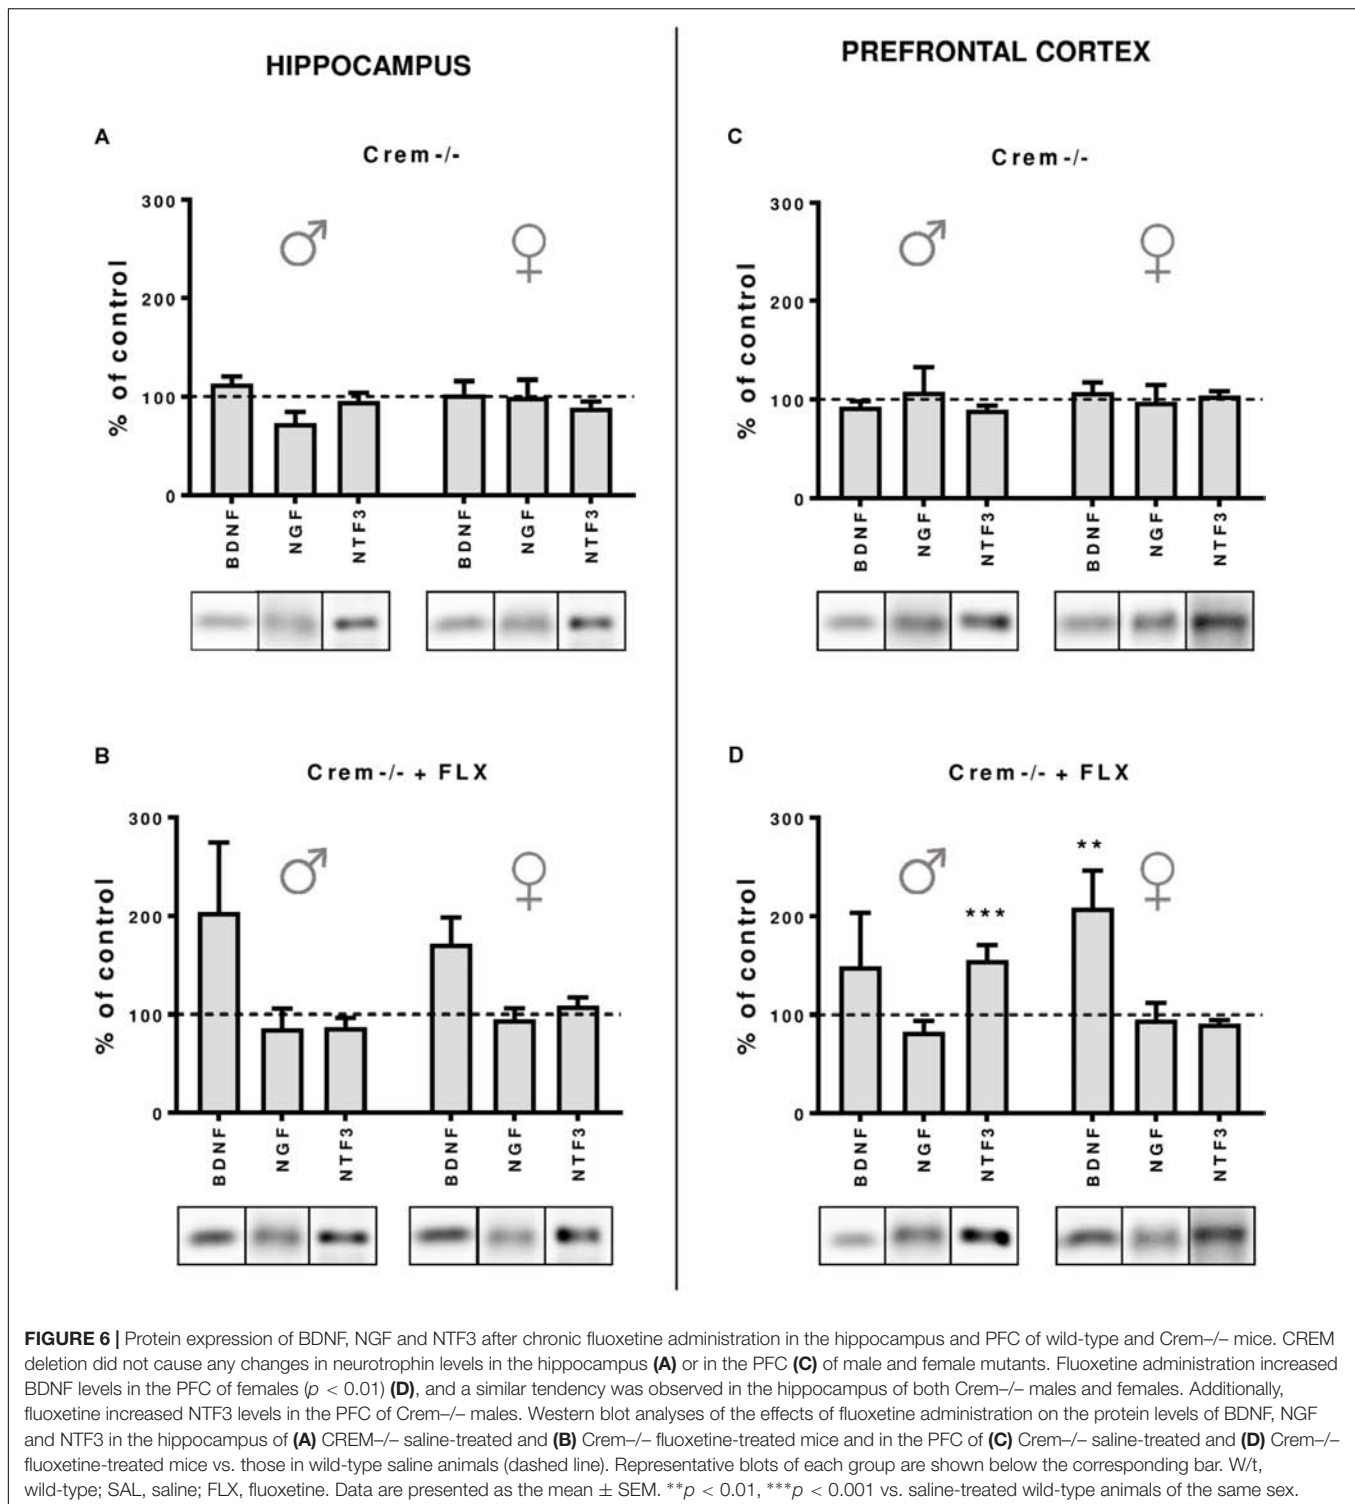 HIPPOCAMPUS
A
Crem-/-
% of control
300
200
100
0
BDNF
NGF
NTF3
BDNF
NGF
NTF3
B
Crem-/- + FLX
% of control
300
200
100
0
BDNF
NGF
NTF3
BDNF
NGF
NTF3
PREFRONTAL CORTEX
C
Crem-/-
% of control
300
200
100
0
BDNF
NGF
NTF3
BDNF
NGF
NTF3
D
Crem-/- + FLX
% of control
300
200
100
0
***
**
BDNF
NGF
NTF3
BDNF
NGF
NTF3
FIGURE 6 | Protein expression of BDNF, NGF and NTF3 after chronic fluoxetine administration in the hippocampus and PFC of wild-type and Crem–/– mice. CREM
deletion did not cause any changes in neurotrophin levels in the hippocampus (A) or in the PFC (C) of male and female mutants. Fluoxetine administration increased
BDNF levels in the PFC of females (p < 0.01) (D), and a similar tendency was observed in the hippocampus of both Crem–/– males and females. Additionally,
fluoxetine increased NTF3 levels in the PFC of Crem–/– males. Western blot analyses of the effects of fluoxetine administration on the protein levels of BDNF, NGF
and NTF3 in the hippocampus of (A) CREM–/– saline-treated and (B) Crem–/– fluoxetine-treated mice and in the PFC of (C) Crem–/– saline-treated and (D) Crem–/–
fluoxetine-treated mice vs. those in wild-type saline animals (dashed line). Representative blots of each group are shown below the corresponding bar. W/t,
wild-type; SAL, saline; FLX, fluoxetine. Data are presented as the mean ± SEM. **p < 0.01, ***p < 0.001 vs. saline-treated wild-type animals of the same sex.